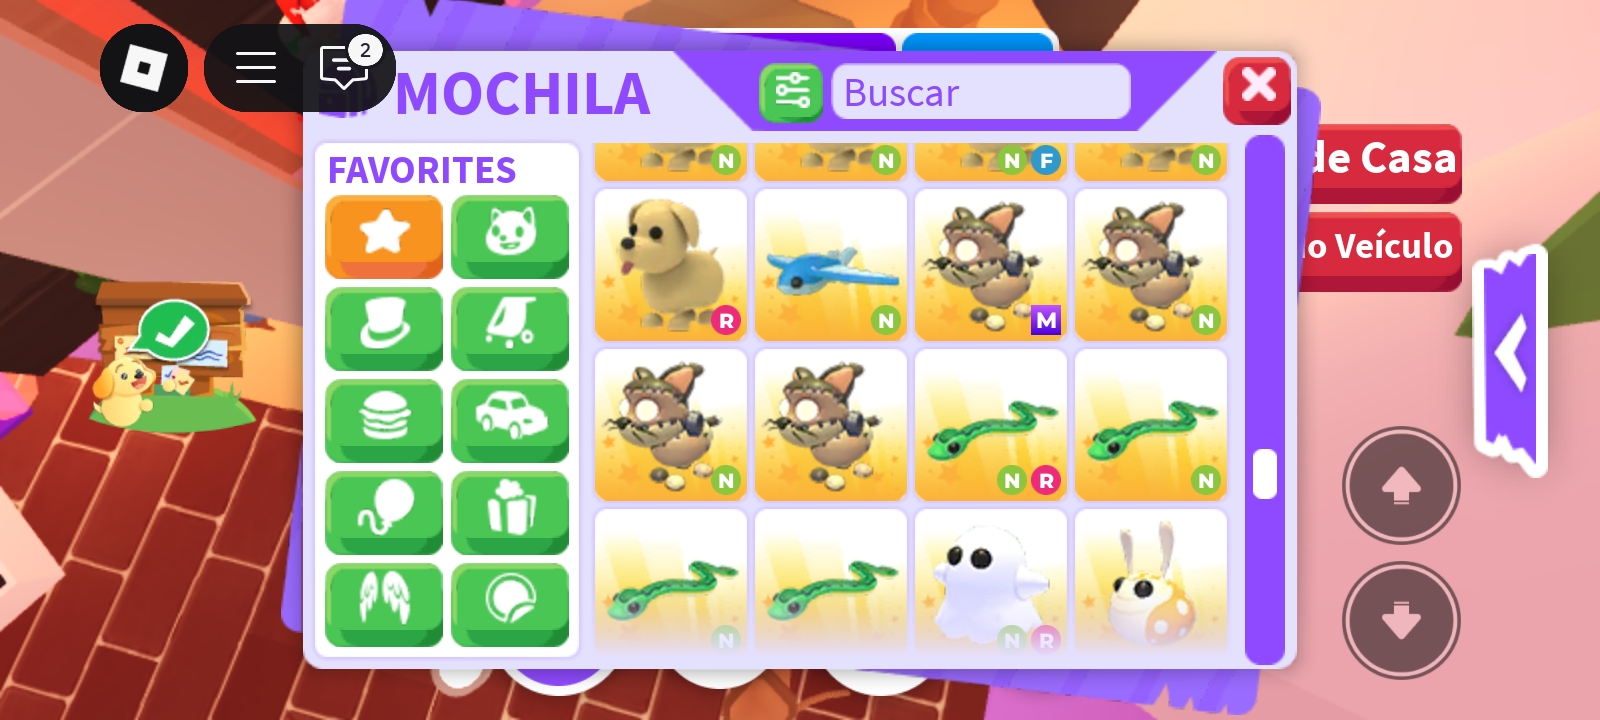 2
MOCHILA
Buscar
FAVORITES
de Casa
o Veículo
N
N
N F
N
R
N
M
N
N
N R
N
N
N R